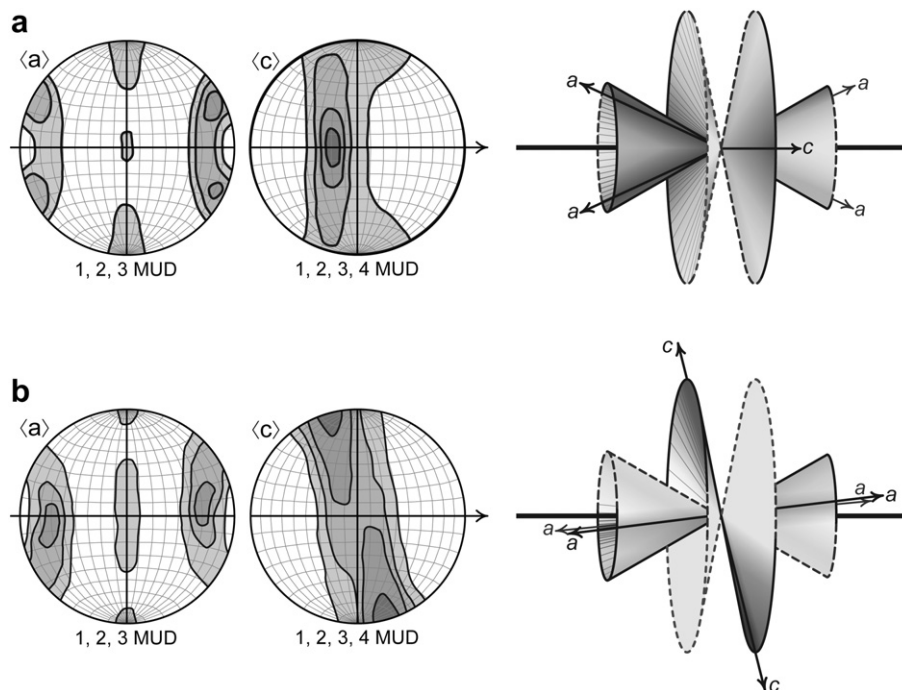 a
⟨a⟩ ⟨c⟩
a a
c
a a
1, 2, 3 MUD 1, 2, 3, 4 MUD
c
b
⟨a⟩ ⟨c⟩
a a
a a
1, 2, 3 MUD 1, 2, 3, 4 MUD
c